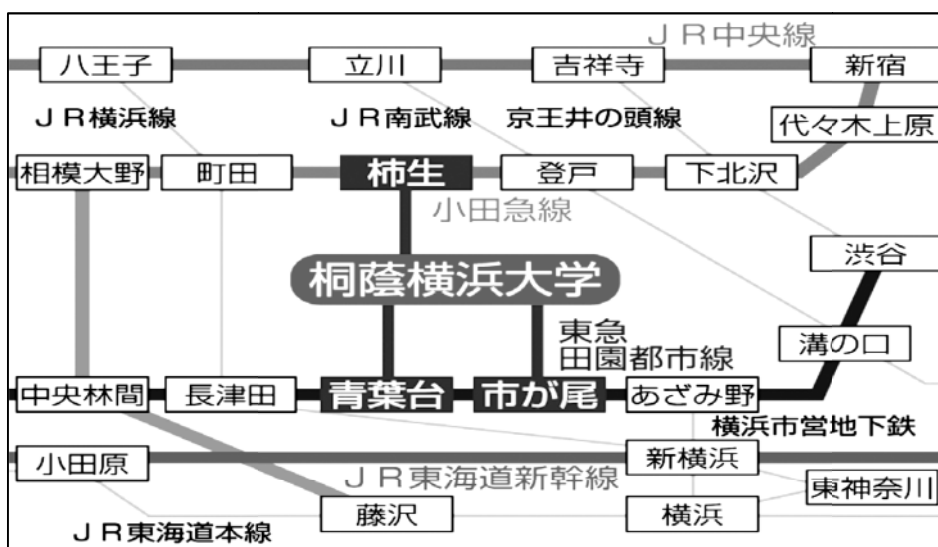 ＪＲ中央線
八王子
立川
吉祥寺
新宿
ＪＲ横浜線
ＪＲ南武線
京王井の頭線
代々木上原
相模大野
町田
柿生
登戸
下北沢
小田急線
渋谷
桐蔭横浜大学
東急
田園都市線
溝の口
中央林間
長津田
青葉台
市が尾
あざみ野
横浜市営地下鉄
小田原
ＪＲ東海道新幹線
新横浜
東神奈川
藤沢
横浜
ＪＲ東海道本線